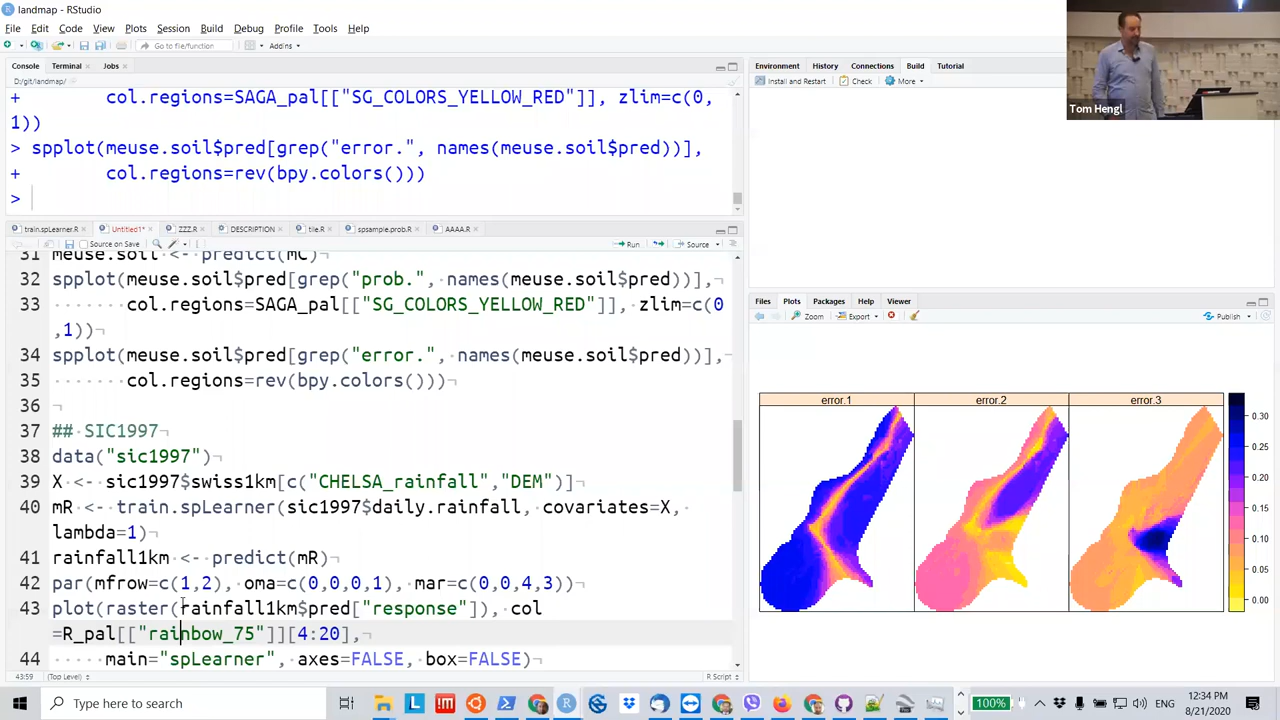 landmap - RStudio
File Edit Code View Plots Session Build Debug Profile Tools Help
Go to file/function Addins
Console Terminal Jobs
D:/git/landmap/
+ col.regions=SAGA_pal[["SG_COLORS_YELLOW_RED"]], zlim=c(0,
1))
> spplot(meuse.soil$pred[grep("error.", names(meuse.soil$pred))],
+ col.regions=rev(bpy.colors()))
>
train.spLearner.R Untitled1* ZZZ.R DESCRIPTION tile.R spsample.prob.R AAAA.R
Source on Save Run Source
31 meuse.soil <- predict(mC)
32 spplot(meuse.soil$pred[grep("prob.", names(meuse.soil$pred))],
33 col.regions=SAGA_pal[["SG_COLORS_YELLOW_RED"]], zlim=c(0
,1))
34 spplot(meuse.soil$pred[grep("error.", names(meuse.soil$pred))],
35 col.regions=rev(bpy.colors()))
36
37 ## SIC1997
38 data("sic1997")
39 X <- sic1997$swiss1km[c("CHELSA_rainfall","DEM")]
40 mR <- train.spLearner(sic1997$daily.rainfall, covariates=X,
lambda=1)
41 rainfall1km <- predict(mR)
42 par(mfrow=c(1,2), oma=c(0,0,0,1), mar=c(0,0,4,3))
43 plot(raster(rainfall1km$pred["response"]), col
=R_pal[["rainbow_75"]][4:20],
44 main="spLearner", axes=FALSE, box=FALSE)
43:59 (Top Level) R Script
Tom Hengl
Environment History Connections Build Tutorial
Install and Restart Check More
Files Plots Packages Help Viewer
Zoom Export Publish
error.1 error.2 error.3
0.30
0.25
0.20
0.15
0.10
0.05
0.00
Type here to search
100% ENG
12:34 PM
8/21/2020